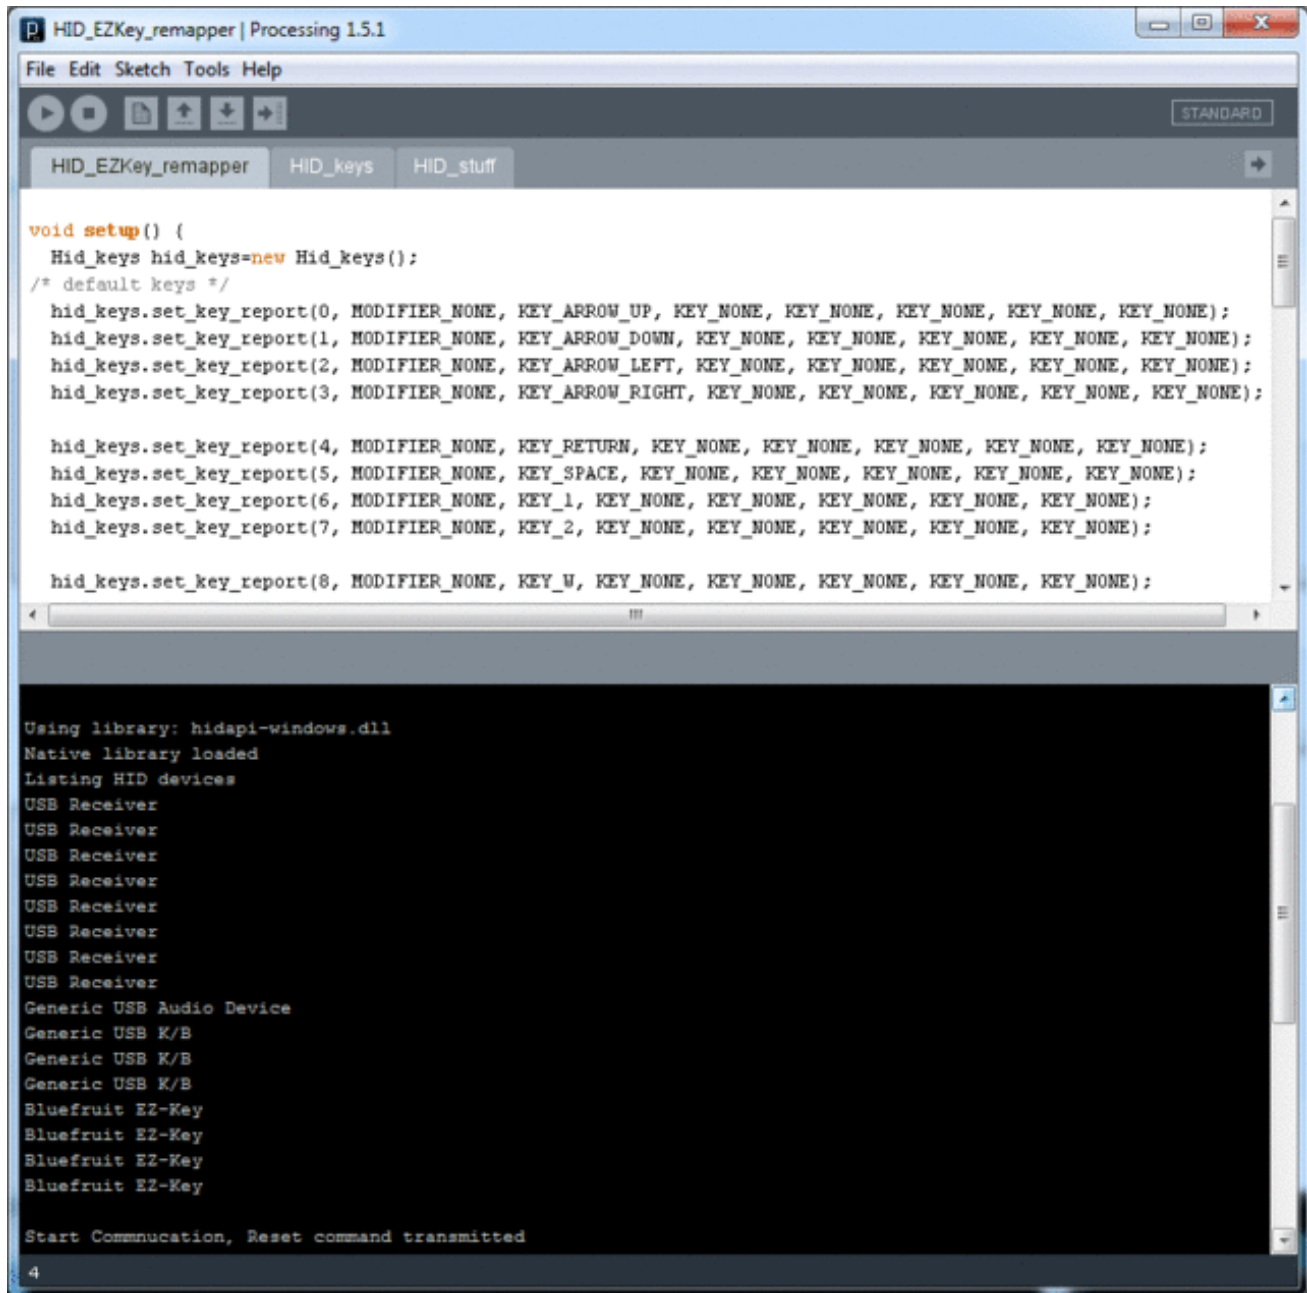 HID_EZKey_remapper | Processing 1.5.1
File Edit Sketch Tools Help
STANDARD
HID_EZKey_remapper HID_keys HID_stuff
void setup() {
Hid_keys hid_keys=new Hid_keys();
/* default keys */
hid_keys.set_key_report(0, MODIFIER_NONE, KEY_ARROW_UP, KEY_NONE, KEY_NONE, KEY_NONE, KEY_NONE, KEY_NONE);
hid_keys.set_key_report(1, MODIFIER_NONE, KEY_ARROW_DOWN, KEY_NONE, KEY_NONE, KEY_NONE, KEY_NONE, KEY_NONE);
hid_keys.set_key_report(2, MODIFIER_NONE, KEY_ARROW_LEFT, KEY_NONE, KEY_NONE, KEY_NONE, KEY_NONE, KEY_NONE);
hid_keys.set_key_report(3, MODIFIER_NONE, KEY_ARROW_RIGHT, KEY_NONE, KEY_NONE, KEY_NONE, KEY_NONE, KEY_NONE);
hid_keys.set_key_report(4, MODIFIER_NONE, KEY_RETURN, KEY_NONE, KEY_NONE, KEY_NONE, KEY_NONE, KEY_NONE);
hid_keys.set_key_report(5, MODIFIER_NONE, KEY_SPACE, KEY_NONE, KEY_NONE, KEY_NONE, KEY_NONE, KEY_NONE);
hid_keys.set_key_report(6, MODIFIER_NONE, KEY_1, KEY_NONE, KEY_NONE, KEY_NONE, KEY_NONE, KEY_NONE);
hid_keys.set_key_report(7, MODIFIER_NONE, KEY_2, KEY_NONE, KEY_NONE, KEY_NONE, KEY_NONE, KEY_NONE);
hid_keys.set_key_report(8, MODIFIER_NONE, KEY_W, KEY_NONE, KEY_NONE, KEY_NONE, KEY_NONE, KEY_NONE);
Using library: hidapi-windows.dll
Native library loaded
Listing HID devices
USB Receiver
USB Receiver
USB Receiver
USB Receiver
USB Receiver
USB Receiver
USB Receiver
USB Receiver
Generic USB Audio Device
Generic USB K/B
Generic USB K/B
Generic USB K/B
Bluefruit EZ-Key
Bluefruit EZ-Key
Bluefruit EZ-Key
Bluefruit EZ-Key
Start Commnucation, Reset command transmitted
4